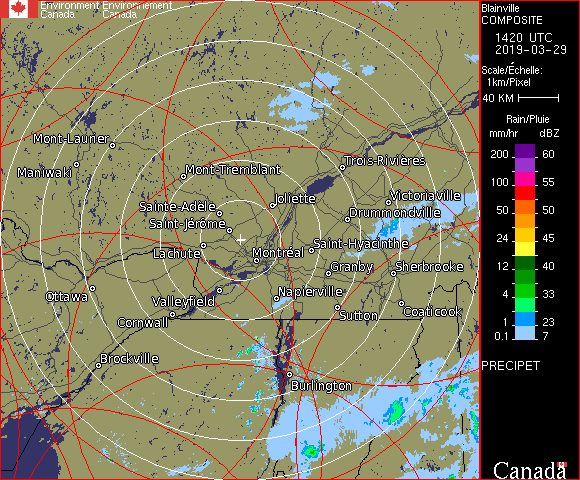 Environment Environnement
Canada Canada
Blainville
COMPOSITE
1420 UTC
2019-03-29
Scale/Échelle:
1km/Pixel
40 KM
Rain/Pluie
mm/hr dBZ
200 60
100 55
50 50
24 45
12 40
4 33
1 23
0.1 7
PRECIPET
Mont-Laurier
Maniwaki
Mont-Tremblant
Trois-Rivières
Joliette
Victoriaville
Sainte-Adèle
Drummondville
Saint-Jérôme
Saint-Hyacinthe
Lachute
Montréal
Granby
Sherbrooke
Ottawa
Valleyfield
Napierville
Cornwall
Sutton
Coaticook
Brockville
Burlington
Canada